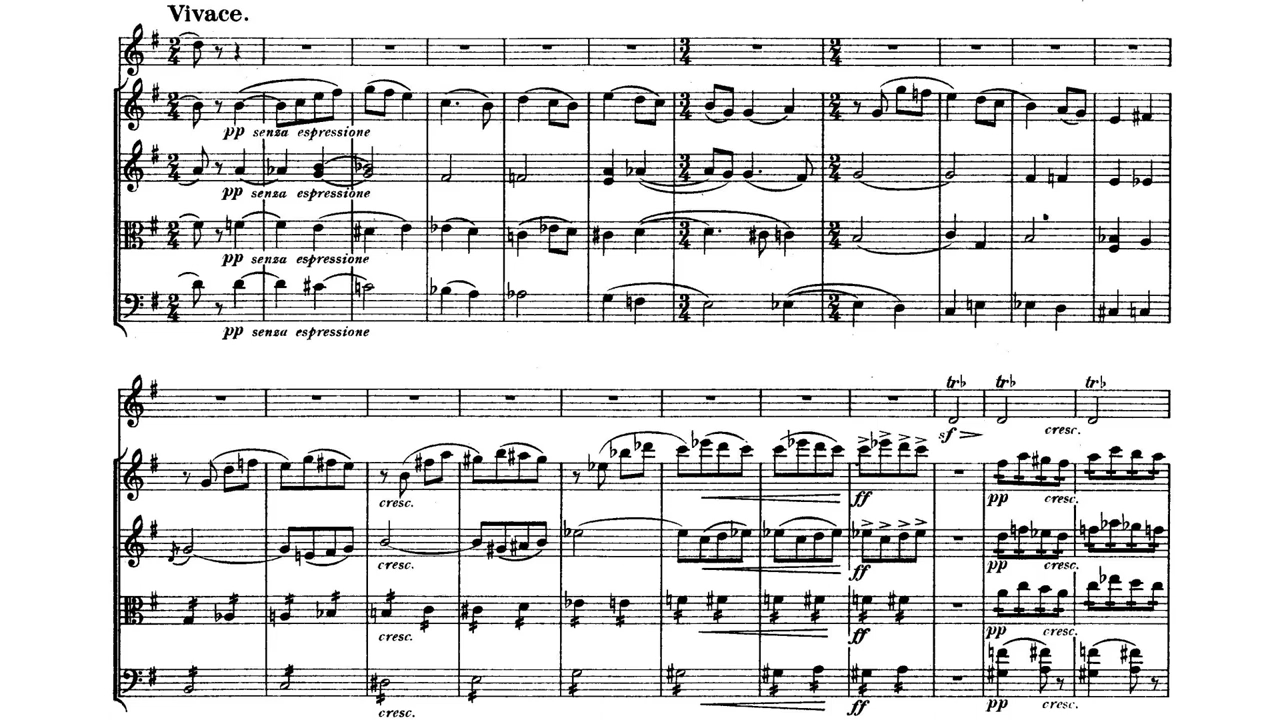 Vivace.
pp senza espressione
pp senza espressione
pp senza espressione
pp senza espressione
tr♭ tr♭ tr♭
sf cresc.
cresc. ff pp cresc.
cresc. ff pp cresc.
cresc. ff pp cresc.
cresc. ff pp cresc.